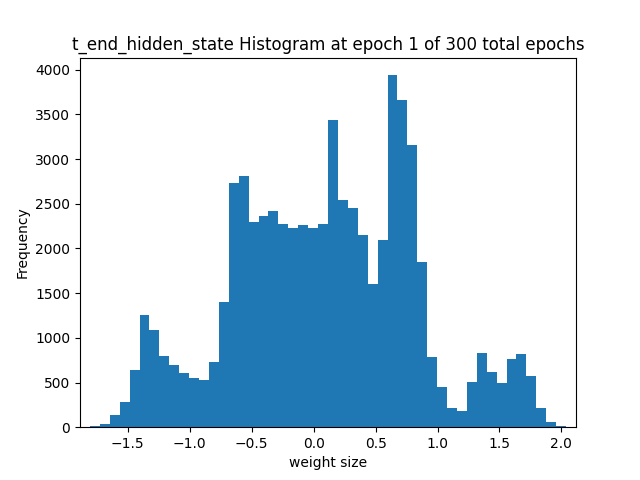 t_end_hidden_state Histogram at epoch 1 of 300 total epochs
4000
3500
3000
2500
2000
1500
1000
500
0
Frequency
−1.5 −1.0 −0.5 0.0 0.5 1.0 1.5 2.0
weight size